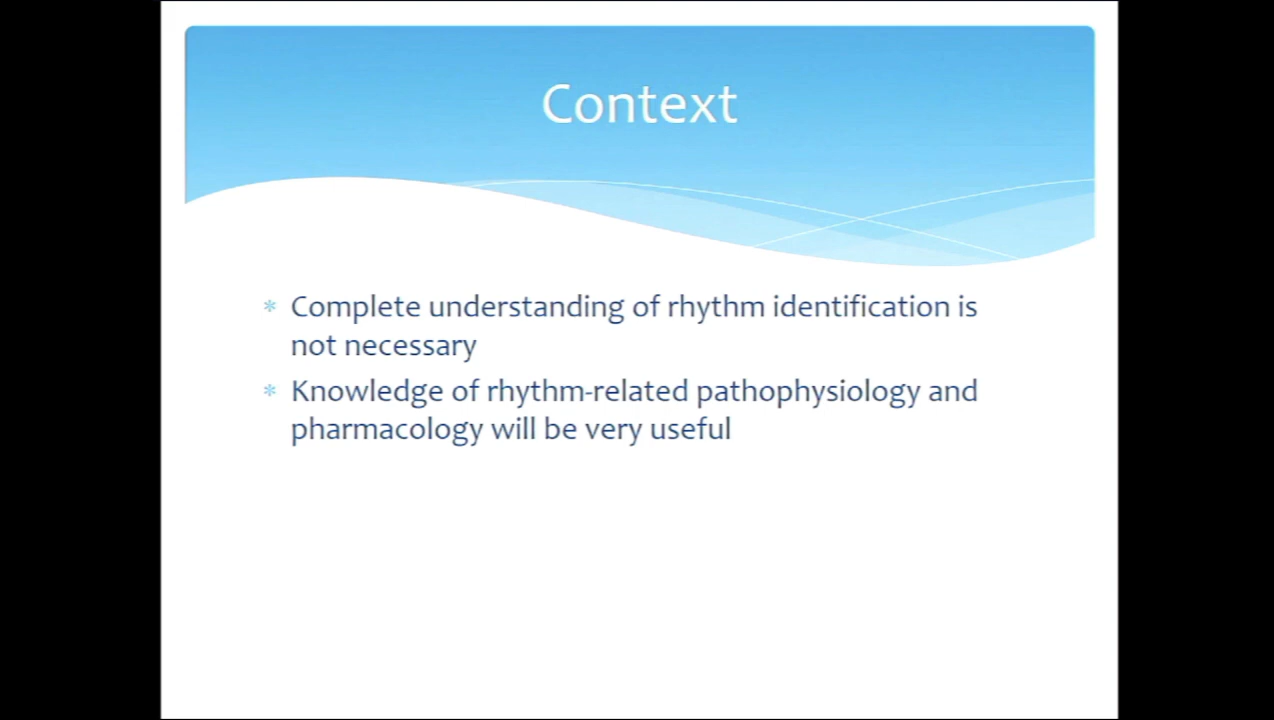 Context
* Complete understanding of rhythm identification is
not necessary
* Knowledge of rhythm-related pathophysiology and
pharmacology will be very useful